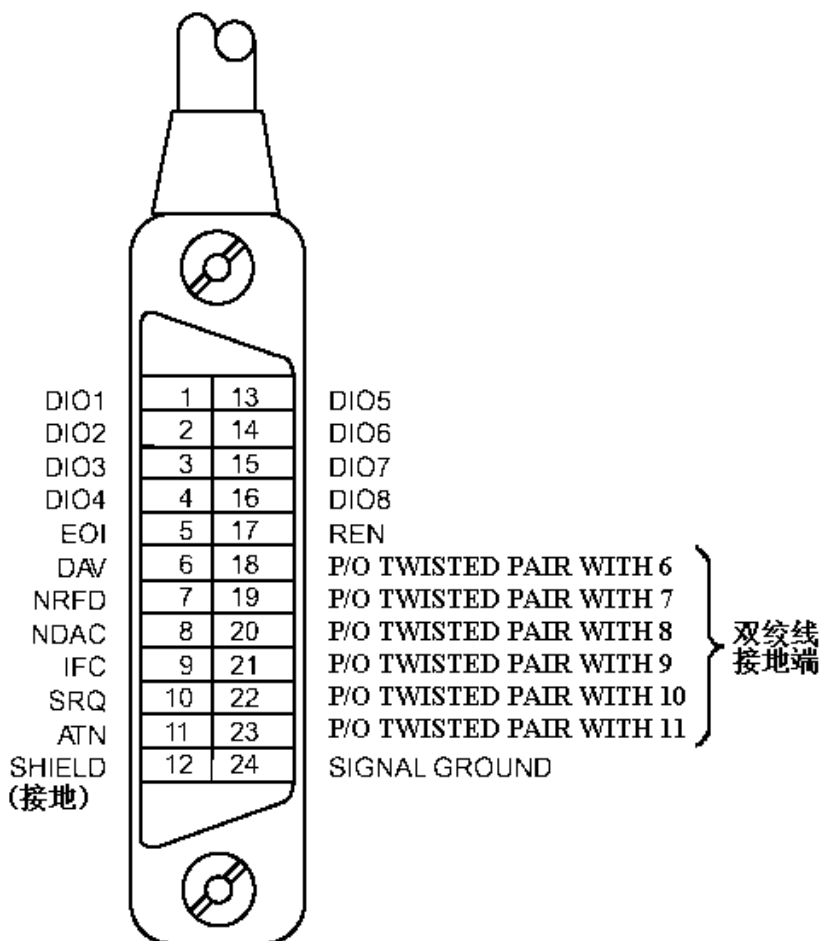 DIO1 1 13 DIO5
DIO2 2 14 DIO6
DIO3 3 15 DIO7
DIO4 4 16 DIO8
EOI 5 17 REN
DAV 6 18 P/O TWISTED PAIR WITH 6
NRFD 7 19 P/O TWISTED PAIR WITH 7
NDAC 8 20 P/O TWISTED PAIR WITH 8
IFC 9 21 P/O TWISTED PAIR WITH 9
SRQ 10 22 P/O TWISTED PAIR WITH 10
ATN 11 23 P/O TWISTED PAIR WITH 11
双绞线
接地端
SHIELD 12 24 SIGNAL GROUND
(接地)